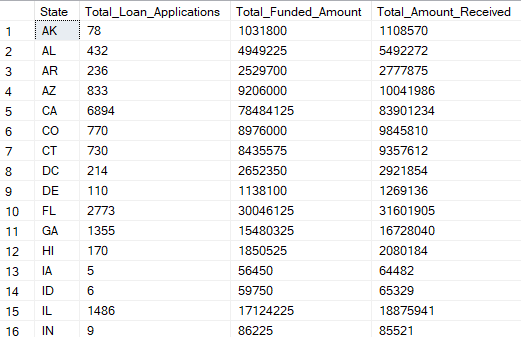 State Total_Loan_Applications Total_Funded_Amount Total_Amount_Received
1 AK 78 1031800 1108570
2 AL 432 4949225 5492272
3 AR 236 2529700 2777875
4 AZ 833 9206000 10041986
5 CA 6894 78484125 83901234
6 CO 770 8976000 9845810
7 CT 730 8435575 9357612
8 DC 214 2652350 2921854
9 DE 110 1138100 1269136
10 FL 2773 30046125 31601905
11 GA 1355 15480325 16728040
12 HI 170 1850525 2080184
13 IA 5 56450 64482
14 ID 6 59750 65329
15 IL 1486 17124225 18875941
16 IN 9 86225 85521